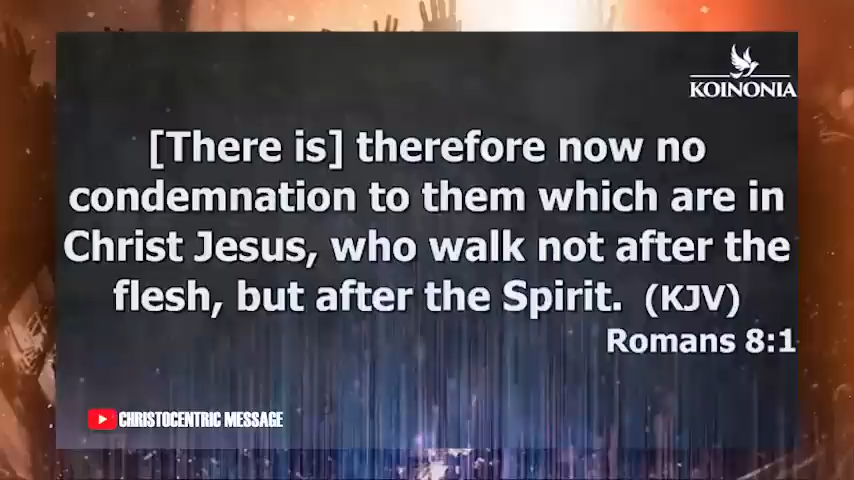 KOINONIA
[There is] therefore now no
condemnation to them which are in
Christ Jesus, who walk not after the
flesh, but after the Spirit.  (KJV)
Romans 8:1
CHRISTOCENTRIC MESSAGE